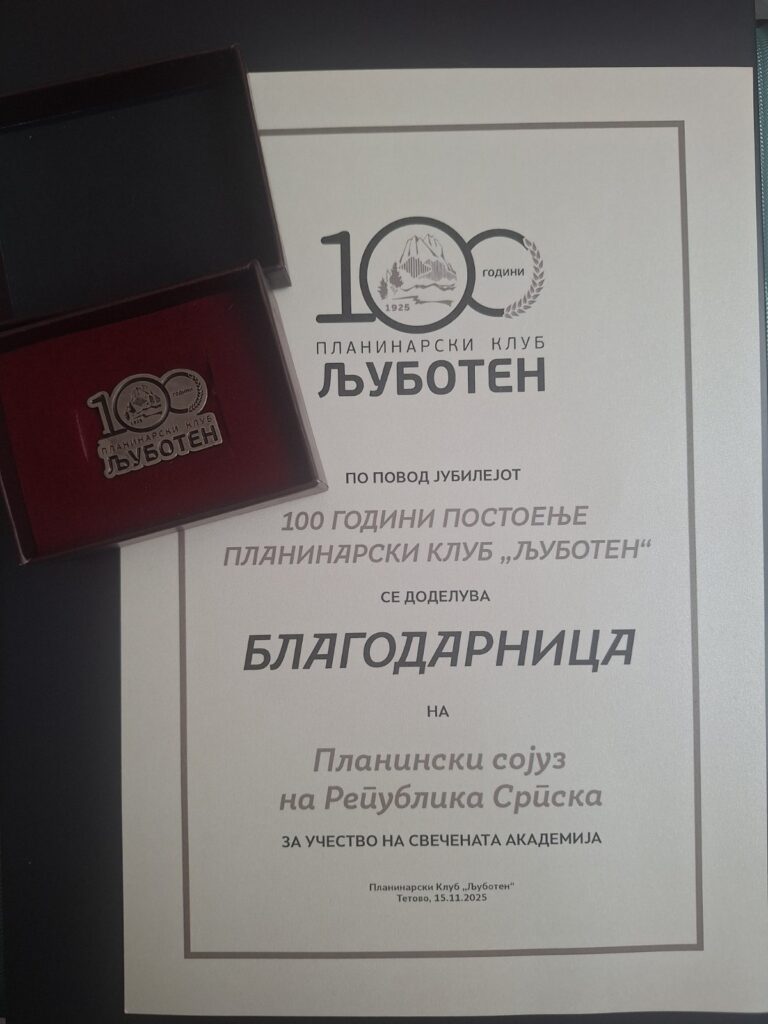 100
ГОДИНИ
1925
ПЛАНИНАРСКИ КЛУБ
ЉУБОТЕН
100
ГОДИНИ
1925
ПЛАНИНАРСКИ КЛУБ
ЉУБОТЕН
ПО ПОВОД ЈУБИЛЕЈОТ
100 ГОДИНИ ПОСТОЕЊЕ
ПЛАНИНАРСКИ КЛУБ „ЉУБОТЕН“
СЕ ДОДЕЛУВА
БЛАГОДАРНИЦА
НА
Планински сојуз
на Република Српска
ЗА УЧЕСТВО НА СВЕЧЕНАТА АКАДЕМИЈА
Планинарски Клуб „Љуботен“
Тетово, 15.11.2025